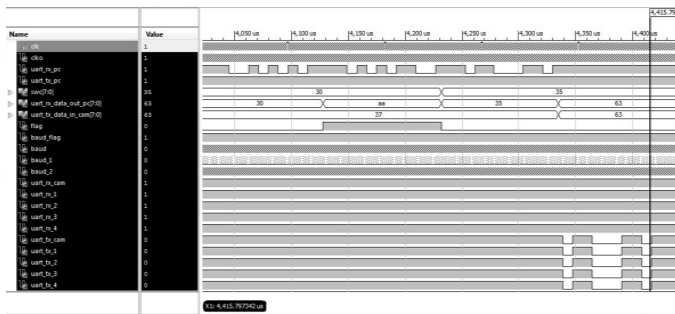 4,415.797
Name Value 4,050 us 4,100 us 4,150 us 4,200 us 4,250 us 4,300 us 4,350 us 4,400 us
clk 1
clko 1
uart_rx_pc 1
uart_tx_pc 1
swc[7:0] 35 30 35
uart_rx_data_out_pc[7:0] 63 30 aa 35 63
uart_tx_data_in_cam[7:0] 63 37 63
flag 0
baud_flag 1
baud 0
baud_1 0
baud_2 0
uart_rx_cam 1
uart_rx_1 1
uart_rx_2 1
uart_rx_3 1
uart_rx_4 1
uart_tx_cam 0
uart_tx_1 0
uart_tx_2 0
uart_tx_3 0
uart_tx_4 0
X1: 4,415.797342 us